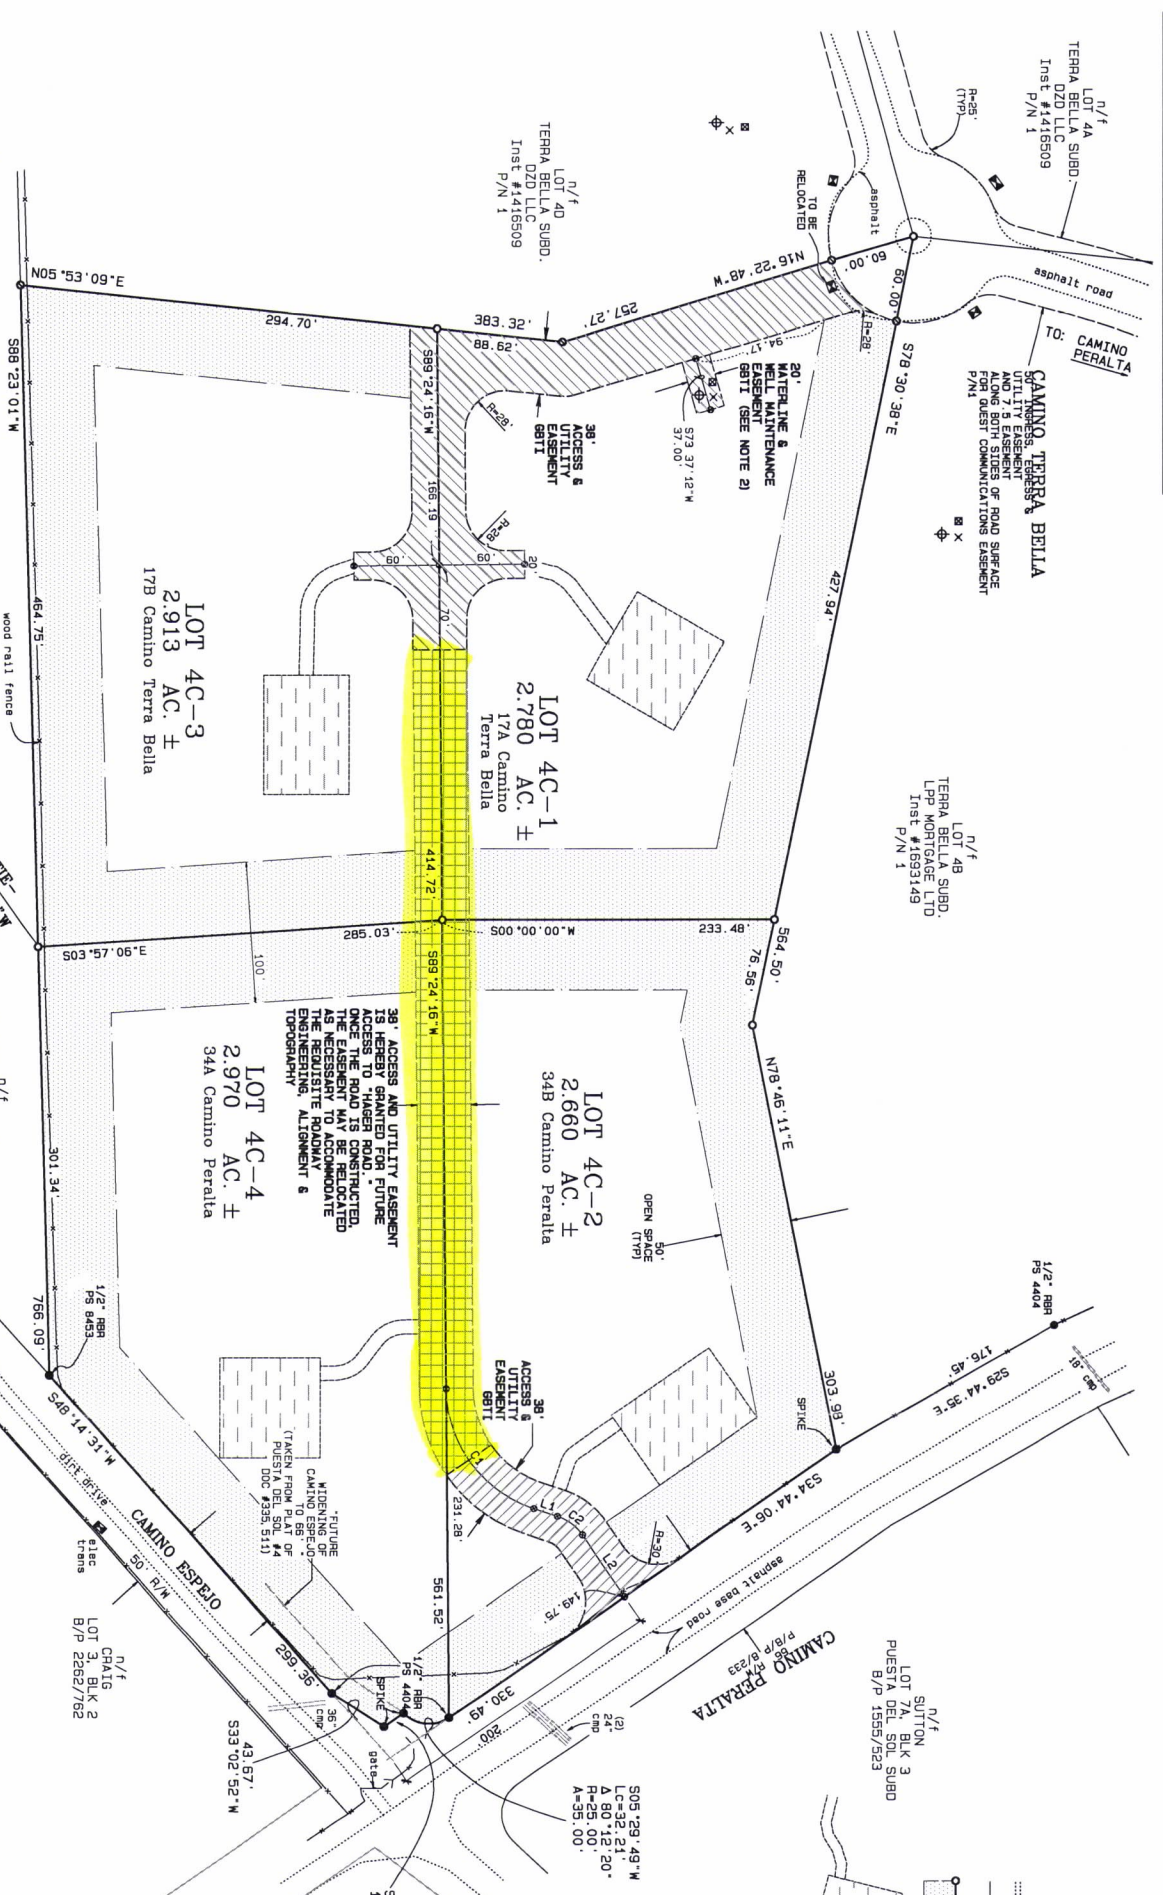 n/f
LOT 4A
TERRA BELLA SUBD.
DZD LLC
Inst #1416509
P/N 1
R=25'
(TYP)
asphalt
TO BE
RELOCATED
asphalt road
TO: CAMINO
PERALTA
60.00'
60.00'
N16°22'48"W
257.27'
R=28'
S78°30'38"E
427.94'
CAMINO TERRA BELLA
50' INGRESS, EGRESS &
UTILITY EASEMENT
AND 7.5 EASEMENT
ALONG BOTH SIDES OF ROAD SURFACE
FOR QUEST COMMUNICATIONS EASEMENT
P/N1
n/f
LOT 4D
TERRA BELLA SUBD.
DZD LLC
Inst #1416509
P/N 1
94.17'
20'
WATERLINE &
WELL MAINTENANCE
EASEMENT
GBTI (SEE NOTE 2)
S73 37'12"W
37.00'
N05°53'09"E
294.70'
383.32'
88.62'
R=28'
38'
ACCESS &
UTILITY
EASEMENT
GBTI
S89°24'16"W
166.19'
R=28'
60'
60'
20'
70'
S88°23'01"W
464.75'
wood rail fence
LOT 4C-3
2.913 AC. ±
17B Camino Terra Bella
LOT 4C-1
2.780 AC. ±
17A Camino
Terra Bella
n/f
LOT 4B
TERRA BELLA SUBD.
LPP MORTGAGE LTD.
Inst #1693149
P/N 1
414.72'
S03°57'06"E
285.03'
S00°00'00"W
233.48'
564.50'
76.56'
100'
S89°24'16"W
TIE-
"W
N78°46'11"E
303.98'
38' ACCESS AND UTILITY EASEMENT
IS HEREBY GRANTED FOR FUTURE
ACCESS TO "HAGER ROAD."
ONCE THE ROAD IS CONSTRUCTED,
THE EASEMENT MAY BE RELOCATED
AS NECESSARY TO ACCOMMODATE
THE REQUISITE ROADWAY
ENGINEERING, ALIGNMENT &
TOPOGRAPHY
LOT 4C-4
2.970 AC. ±
34A Camino Peralta
LOT 4C-2
2.660 AC. ±
34B Camino Peralta
50'
OPEN SPACE
(TYP)
n/f
301.34'
766.09'
1/2" RBR
PS 8453
1/2" RBR
PS 4404
176.45'
S29°44'35"E
18" cmp
SPIKE
S34°44'06"E
38'
ACCESS &
UTILITY
EASEMENT
GBTI
C1
L1
C2
L2
R=30'
149.75'
231.28'
561.52'
S48°14'31"W
dirt drive
CAMINO ESPEJO
50' R/W
elec
trans
"FUTURE
WIDENING OF
CAMINO ESPEJO
TO 66'."
(TAKEN FROM PLAT OF
PUESTA DEL SOL #4
DOC #335,511)
299.36'
n/f
CRAIG
LOT 3, BLK 2
B/P 2262/762
1/2" RBR
PS 4404
SPIKE
330.49'
200'
asphalt base road
CAMINO PERALTA
66' R/W
P/B/P B/233
(2)
24"
cmp
36"
cmp
gate
43.67'
S33°02'52"W
S05°29'49"W
Lc=32.21'
Δ 80°12'20"
R=25.00'
A=35.00'
n/f
SUTTON
LOT 7A, BLK 3
PUESTA DEL SOL SUBD
B/P 1555/523